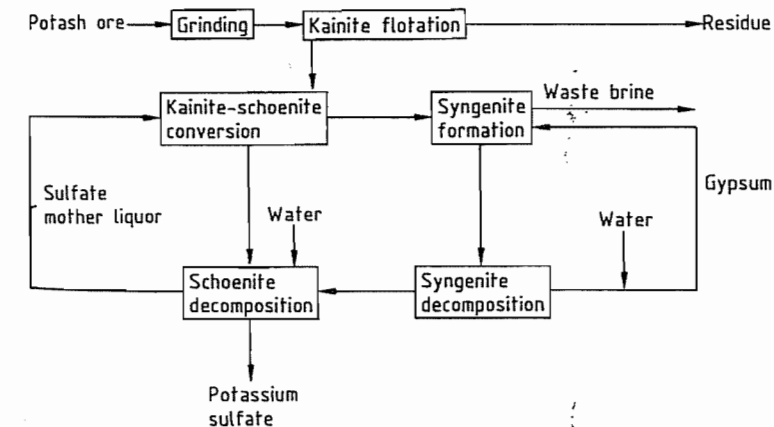 Potash ore
Grinding
Kainite flotation
Residue
Kainite-schoenite
conversion
Syngenite
formation
Waste brine
Gypsum
Sulfate
mother liquor
Water
Water
Schoenite
decomposition
Syngenite
decomposition
Potassium
sulfate